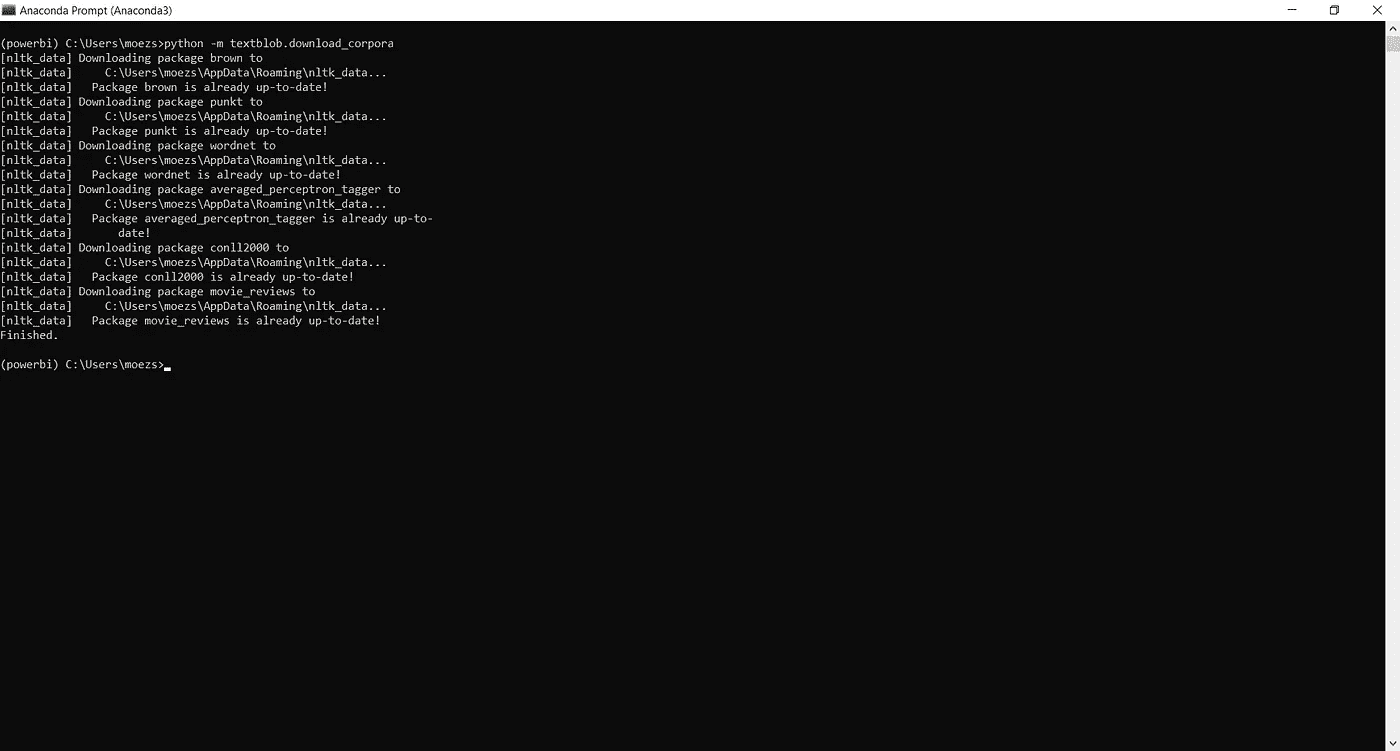 Anaconda Prompt (Anaconda3)
(powerbi) C:\Users\moezs>python -m textblob.download_corpora
[nltk_data] Downloading package brown to
[nltk_data]     C:\Users\moezs\AppData\Roaming\nltk_data...
[nltk_data]   Package brown is already up-to-date!
[nltk_data] Downloading package punkt to
[nltk_data]     C:\Users\moezs\AppData\Roaming\nltk_data...
[nltk_data]   Package punkt is already up-to-date!
[nltk_data] Downloading package wordnet to
[nltk_data]     C:\Users\moezs\AppData\Roaming\nltk_data...
[nltk_data]   Package wordnet is already up-to-date!
[nltk_data] Downloading package averaged_perceptron_tagger to
[nltk_data]     C:\Users\moezs\AppData\Roaming\nltk_data...
[nltk_data]   Package averaged_perceptron_tagger is already up-to-
[nltk_data]       date!
[nltk_data] Downloading package conll2000 to
[nltk_data]     C:\Users\moezs\AppData\Roaming\nltk_data...
[nltk_data]   Package conll2000 is already up-to-date!
[nltk_data] Downloading package movie_reviews to
[nltk_data]     C:\Users\moezs\AppData\Roaming\nltk_data...
[nltk_data]   Package movie_reviews is already up-to-date!
Finished.
(powerbi) C:\Users\moezs>